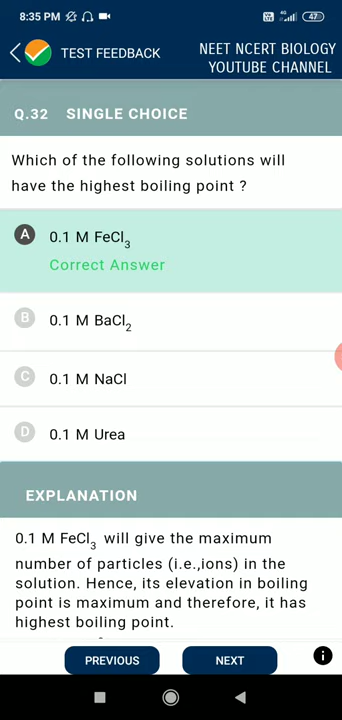 8:35 PM 4G 47
TEST FEEDBACK
NEET NCERT BIOLOGY
YOUTUBE CHANNEL
Q.32 SINGLE CHOICE
Which of the following solutions will
have the highest boiling point ?
A 0.1 M FeCl₃
Correct Answer
B 0.1 M BaCl₂
C 0.1 M NaCl
D 0.1 M Urea
EXPLANATION
0.1 M FeCl₃ will give the maximum
number of particles (i.e.,ions) in the
solution. Hence, its elevation in boiling
point is maximum and therefore, it has
highest boiling point.
PREVIOUS NEXT